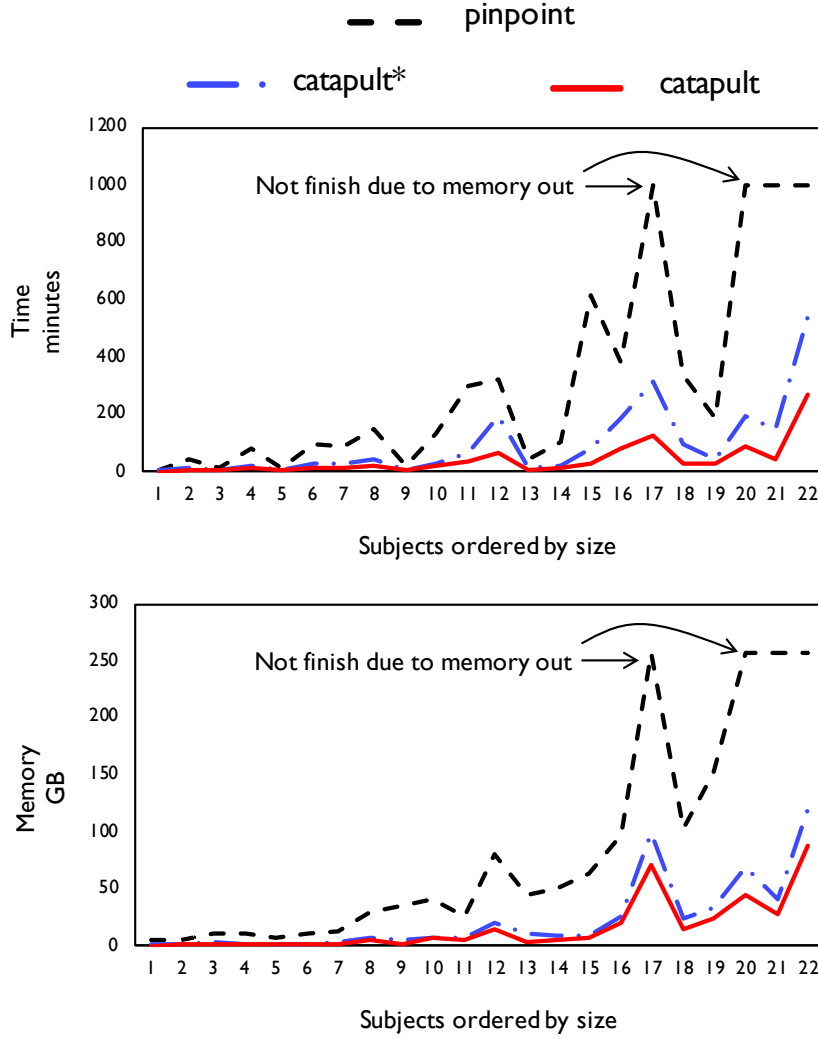 pinpoint
catapult*
catapult
1200
1000
800
600
400
200
0
Time
minutes
Not finish due to memory out
1 2 3 4 5 6 7 8 9 10 11 12 13 14 15 16 17 18 19 20 21 22
Subjects ordered by size
300
250
200
150
100
50
0
Memory
GB
Not finish due to memory out
1 2 3 4 5 6 7 8 9 10 11 12 13 14 15 16 17 18 19 20 21 22
Subjects ordered by size